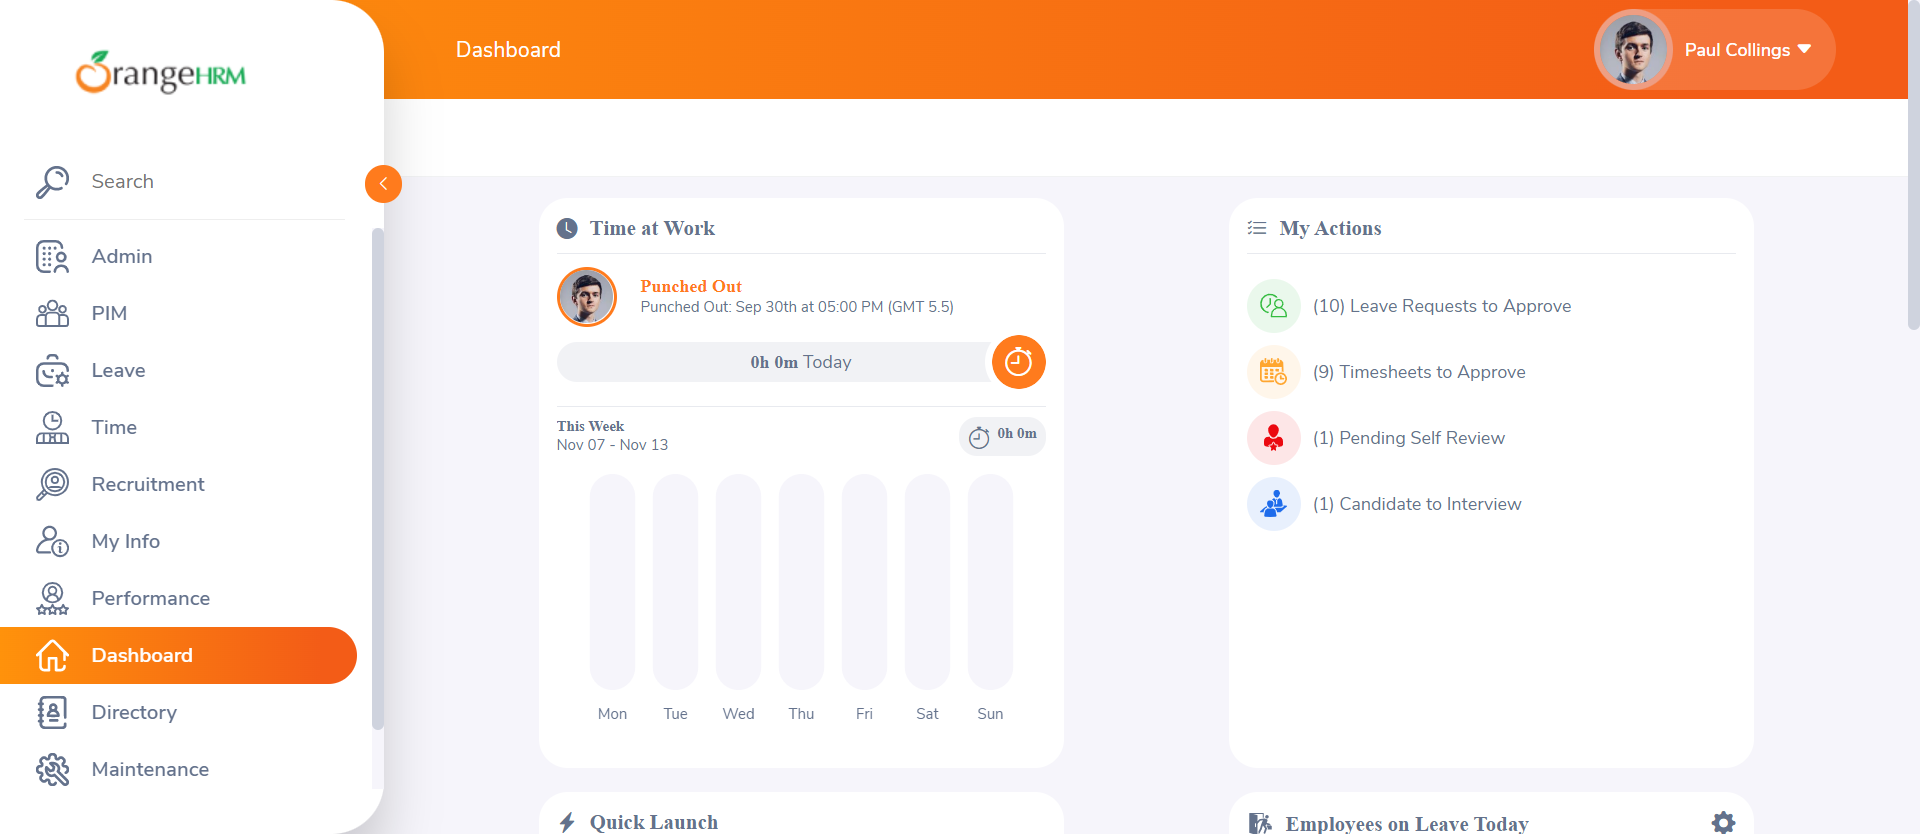 OrangeHRM
Search
Admin
PIM
Leave
Time
Recruitment
My Info
Performance
Dashboard
Directory
Maintenance
Dashboard
Paul Collings
Time at Work
Punched Out
Punched Out: Sep 30th at 05:00 PM (GMT 5.5)
0h 0m Today
This Week
Nov 07 - Nov 13
0h 0m
Mon Tue Wed Thu Fri Sat Sun
My Actions
(10) Leave Requests to Approve
(9) Timesheets to Approve
(1) Pending Self Review
(1) Candidate to Interview
Quick Launch
Employees on Leave Today